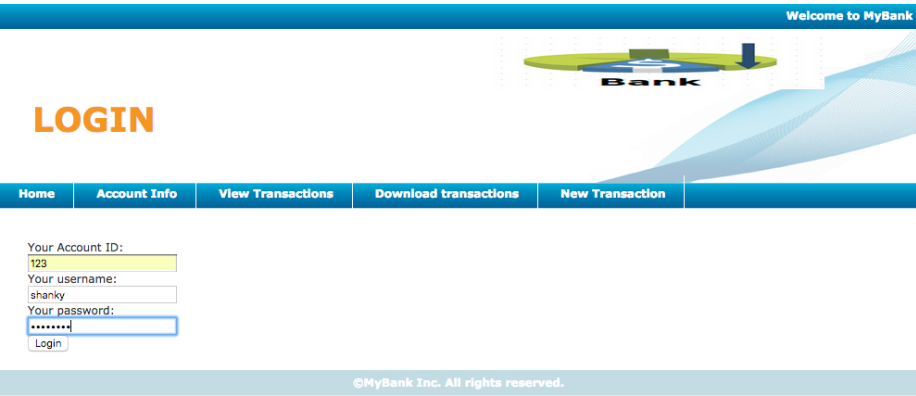 Welcome to MyBank
Bank
LOGIN
Home Account Info View Transactions Download transactions New Transaction
Your Account ID:
123
Your username:
shanky
Your password:
••••••••
Login
©MyBank Inc. All rights reserved.